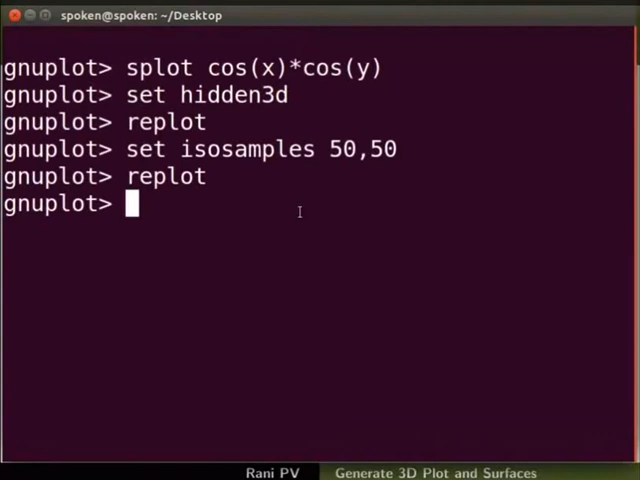 spoken@spoken: ~/Desktop
gnuplot> splot cos(x)*cos(y)
gnuplot> set hidden3d
gnuplot> replot
gnuplot> set isosamples 50,50
gnuplot> replot
gnuplot>
Rani PV Generate 3D Plot and Surfaces